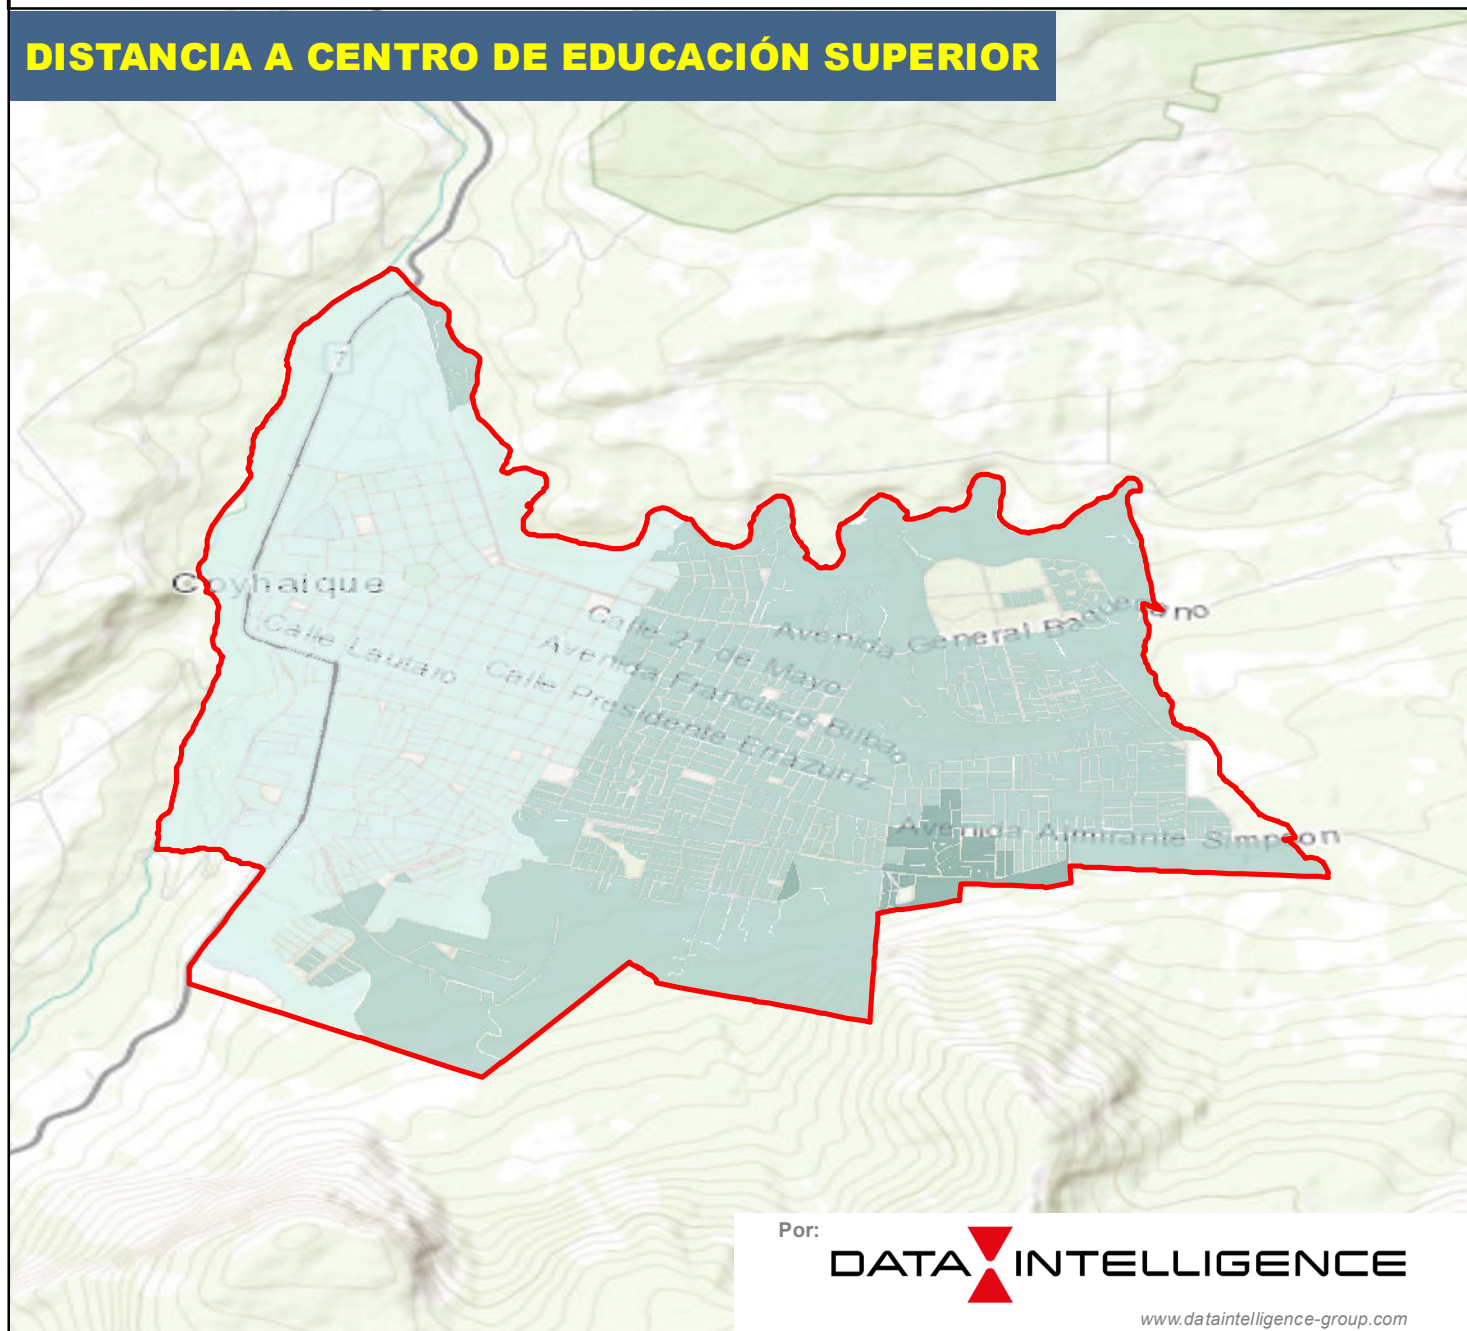 DISTANCIA A CENTRO DE EDUCACIÓN SUPERIOR
7
Coyhaique
Calle Lautaro
Calle 21 de Mayo
Avenida General Baquedano
Avenida Francisco Bilbao
Calle Presidente Errázuriz
Avenida Almirante Simpson
Por:
DATA INTELLIGENCE
www.dataintelligence-group.com